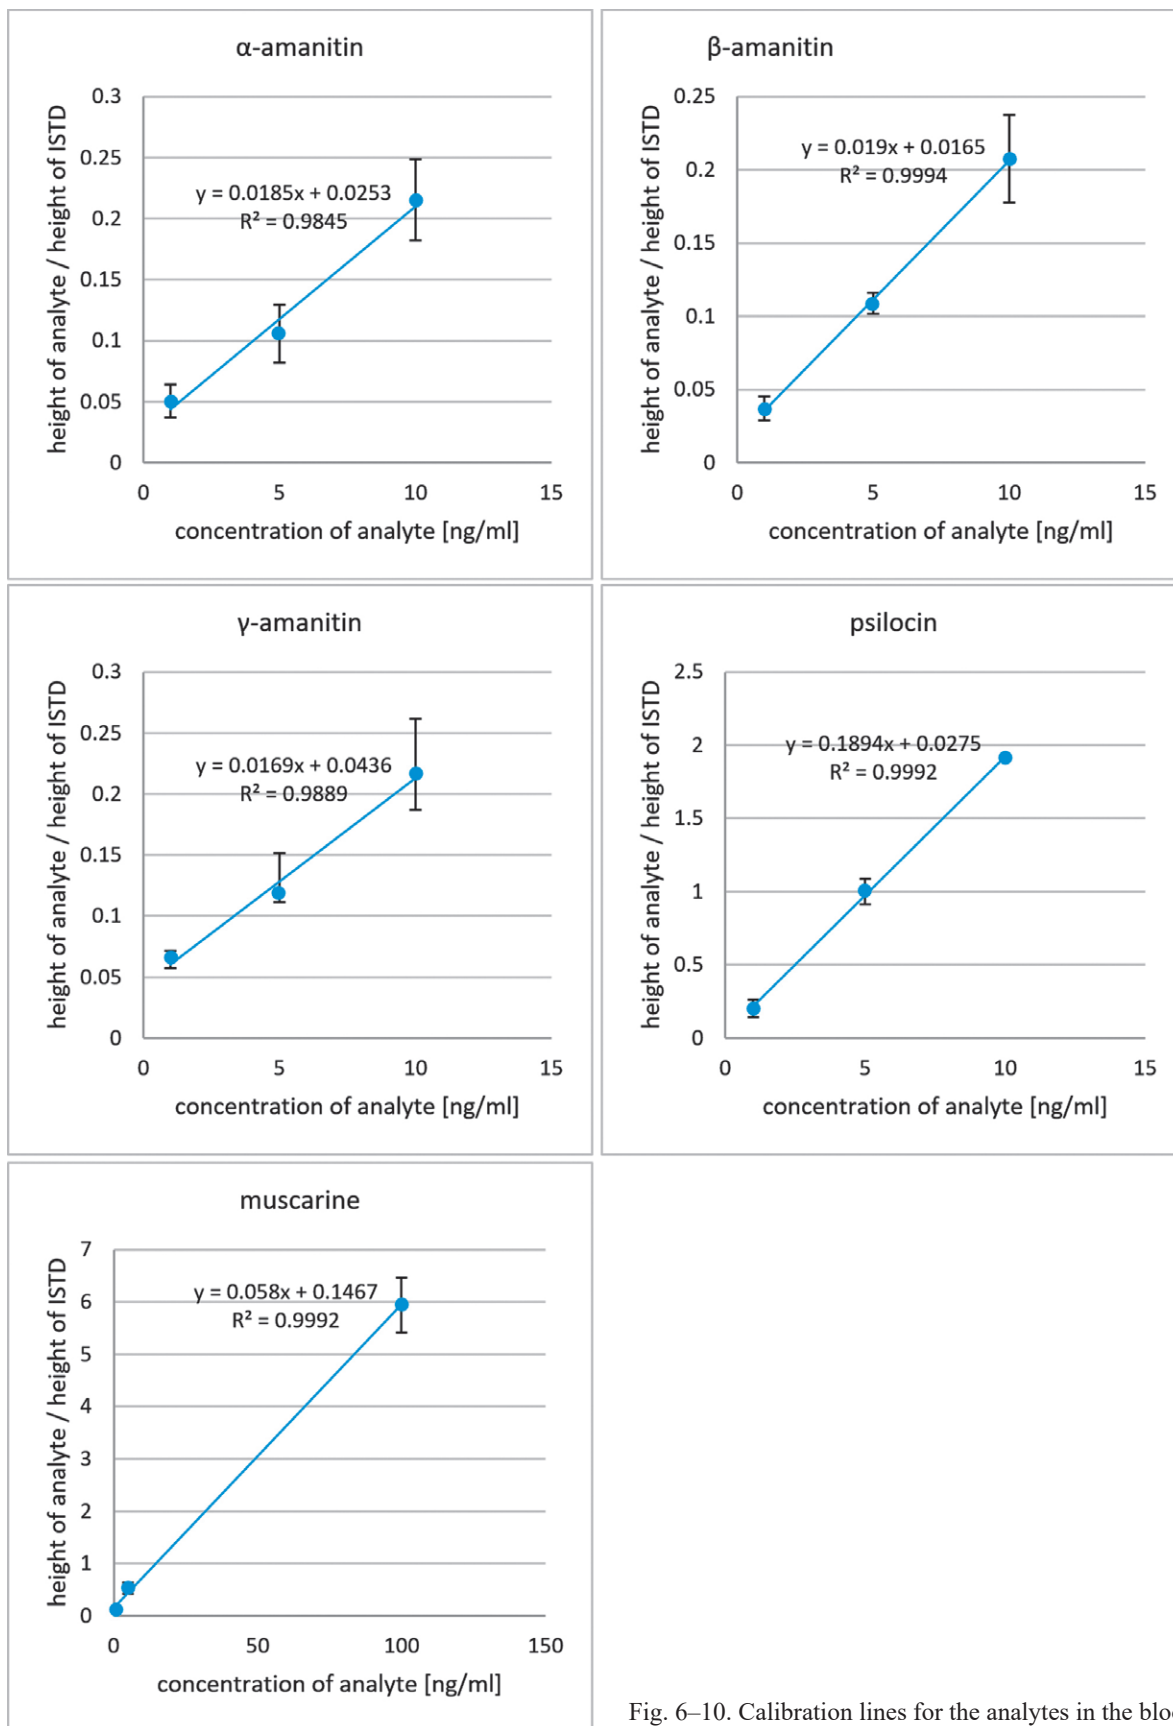 α-amanitin
height of analyte / height of ISTD
0.3
0.25
0.2
0.15
0.1
0.05
0
y = 0.0185x + 0.0253
R² = 0.9845
0 5 10 15
concentration of analyte [ng/ml]
β-amanitin
height of analyte / height of ISTD
0.25
0.2
0.15
0.1
0.05
0
y = 0.019x + 0.0165
R² = 0.9994
0 5 10 15
concentration of analyte [ng/ml]
γ-amanitin
height of analyte / height of ISTD
0.3
0.25
0.2
0.15
0.1
0.05
0
y = 0.0169x + 0.0436
R² = 0.9889
0 5 10 15
concentration of analyte [ng/ml]
psilocin
height of analyte / height of ISTD
2.5
2
1.5
1
0.5
0
y = 0.1894x + 0.0275
R² = 0.9992
0 5 10 15
concentration of analyte [ng/ml]
muscarine
height of analyte / height of ISTD
7
6
5
4
3
2
1
0
y = 0.058x + 0.1467
R² = 0.9992
0 50 100 150
concentration of analyte [ng/ml]
Fig. 6–10. Calibration lines for the analytes in the